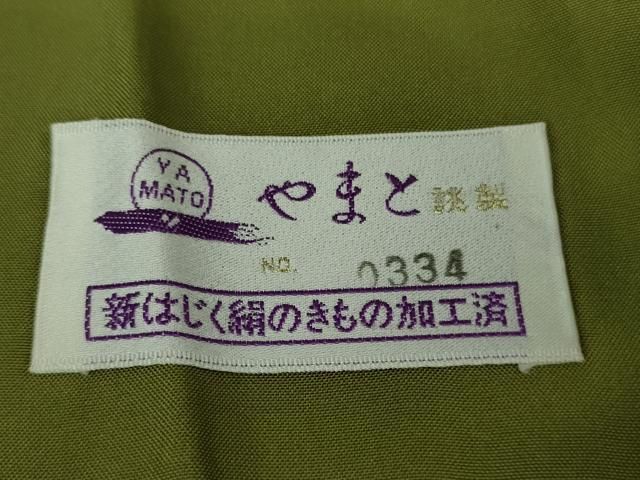 YA
MATO
やまと 謹製
NO. 0334
新はじく絹のきもの加工済